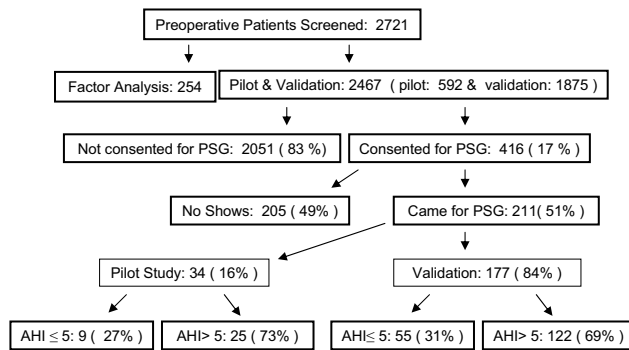 Preoperative Patients Screened: 2721
Factor Analysis: 254
Pilot & Validation: 2467 ( pilot: 592 & validation: 1875)
Not consented for PSG: 2051 ( 83 %)
Consented for PSG: 416 ( 17 %)
No Shows: 205 ( 49%)
Came for PSG: 211( 51%)
Pilot Study: 34 ( 16%)
Validation: 177 ( 84%)
AHI ≤ 5: 9 ( 27%)
AHI> 5: 25 ( 73%)
AHI≤ 5: 55 ( 31%)
AHI> 5: 122 ( 69%)